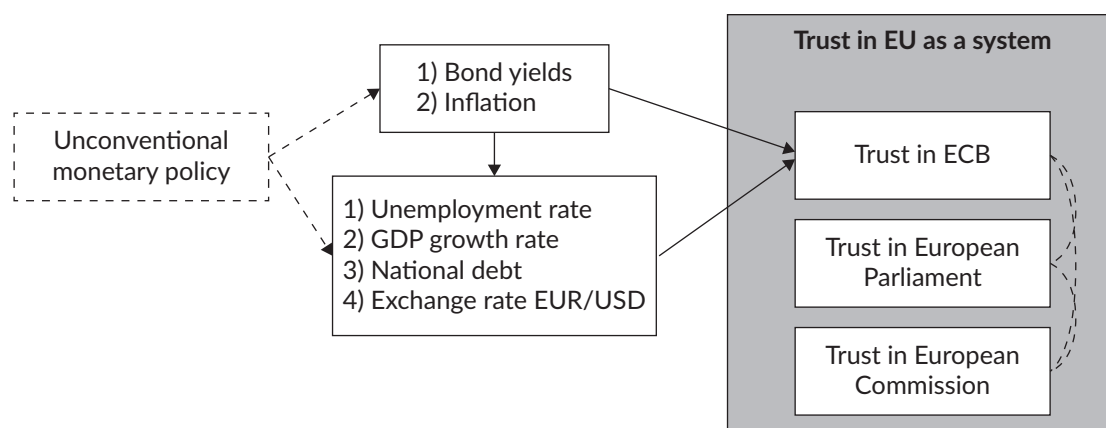 Unconventional
monetary policy
1) Bond yields
2) Inflation
1) Unemployment rate
2) GDP growth rate
3) National debt
4) Exchange rate EUR/USD
Trust in EU as a system
Trust in ECB
Trust in European
Parliament
Trust in European
Commission